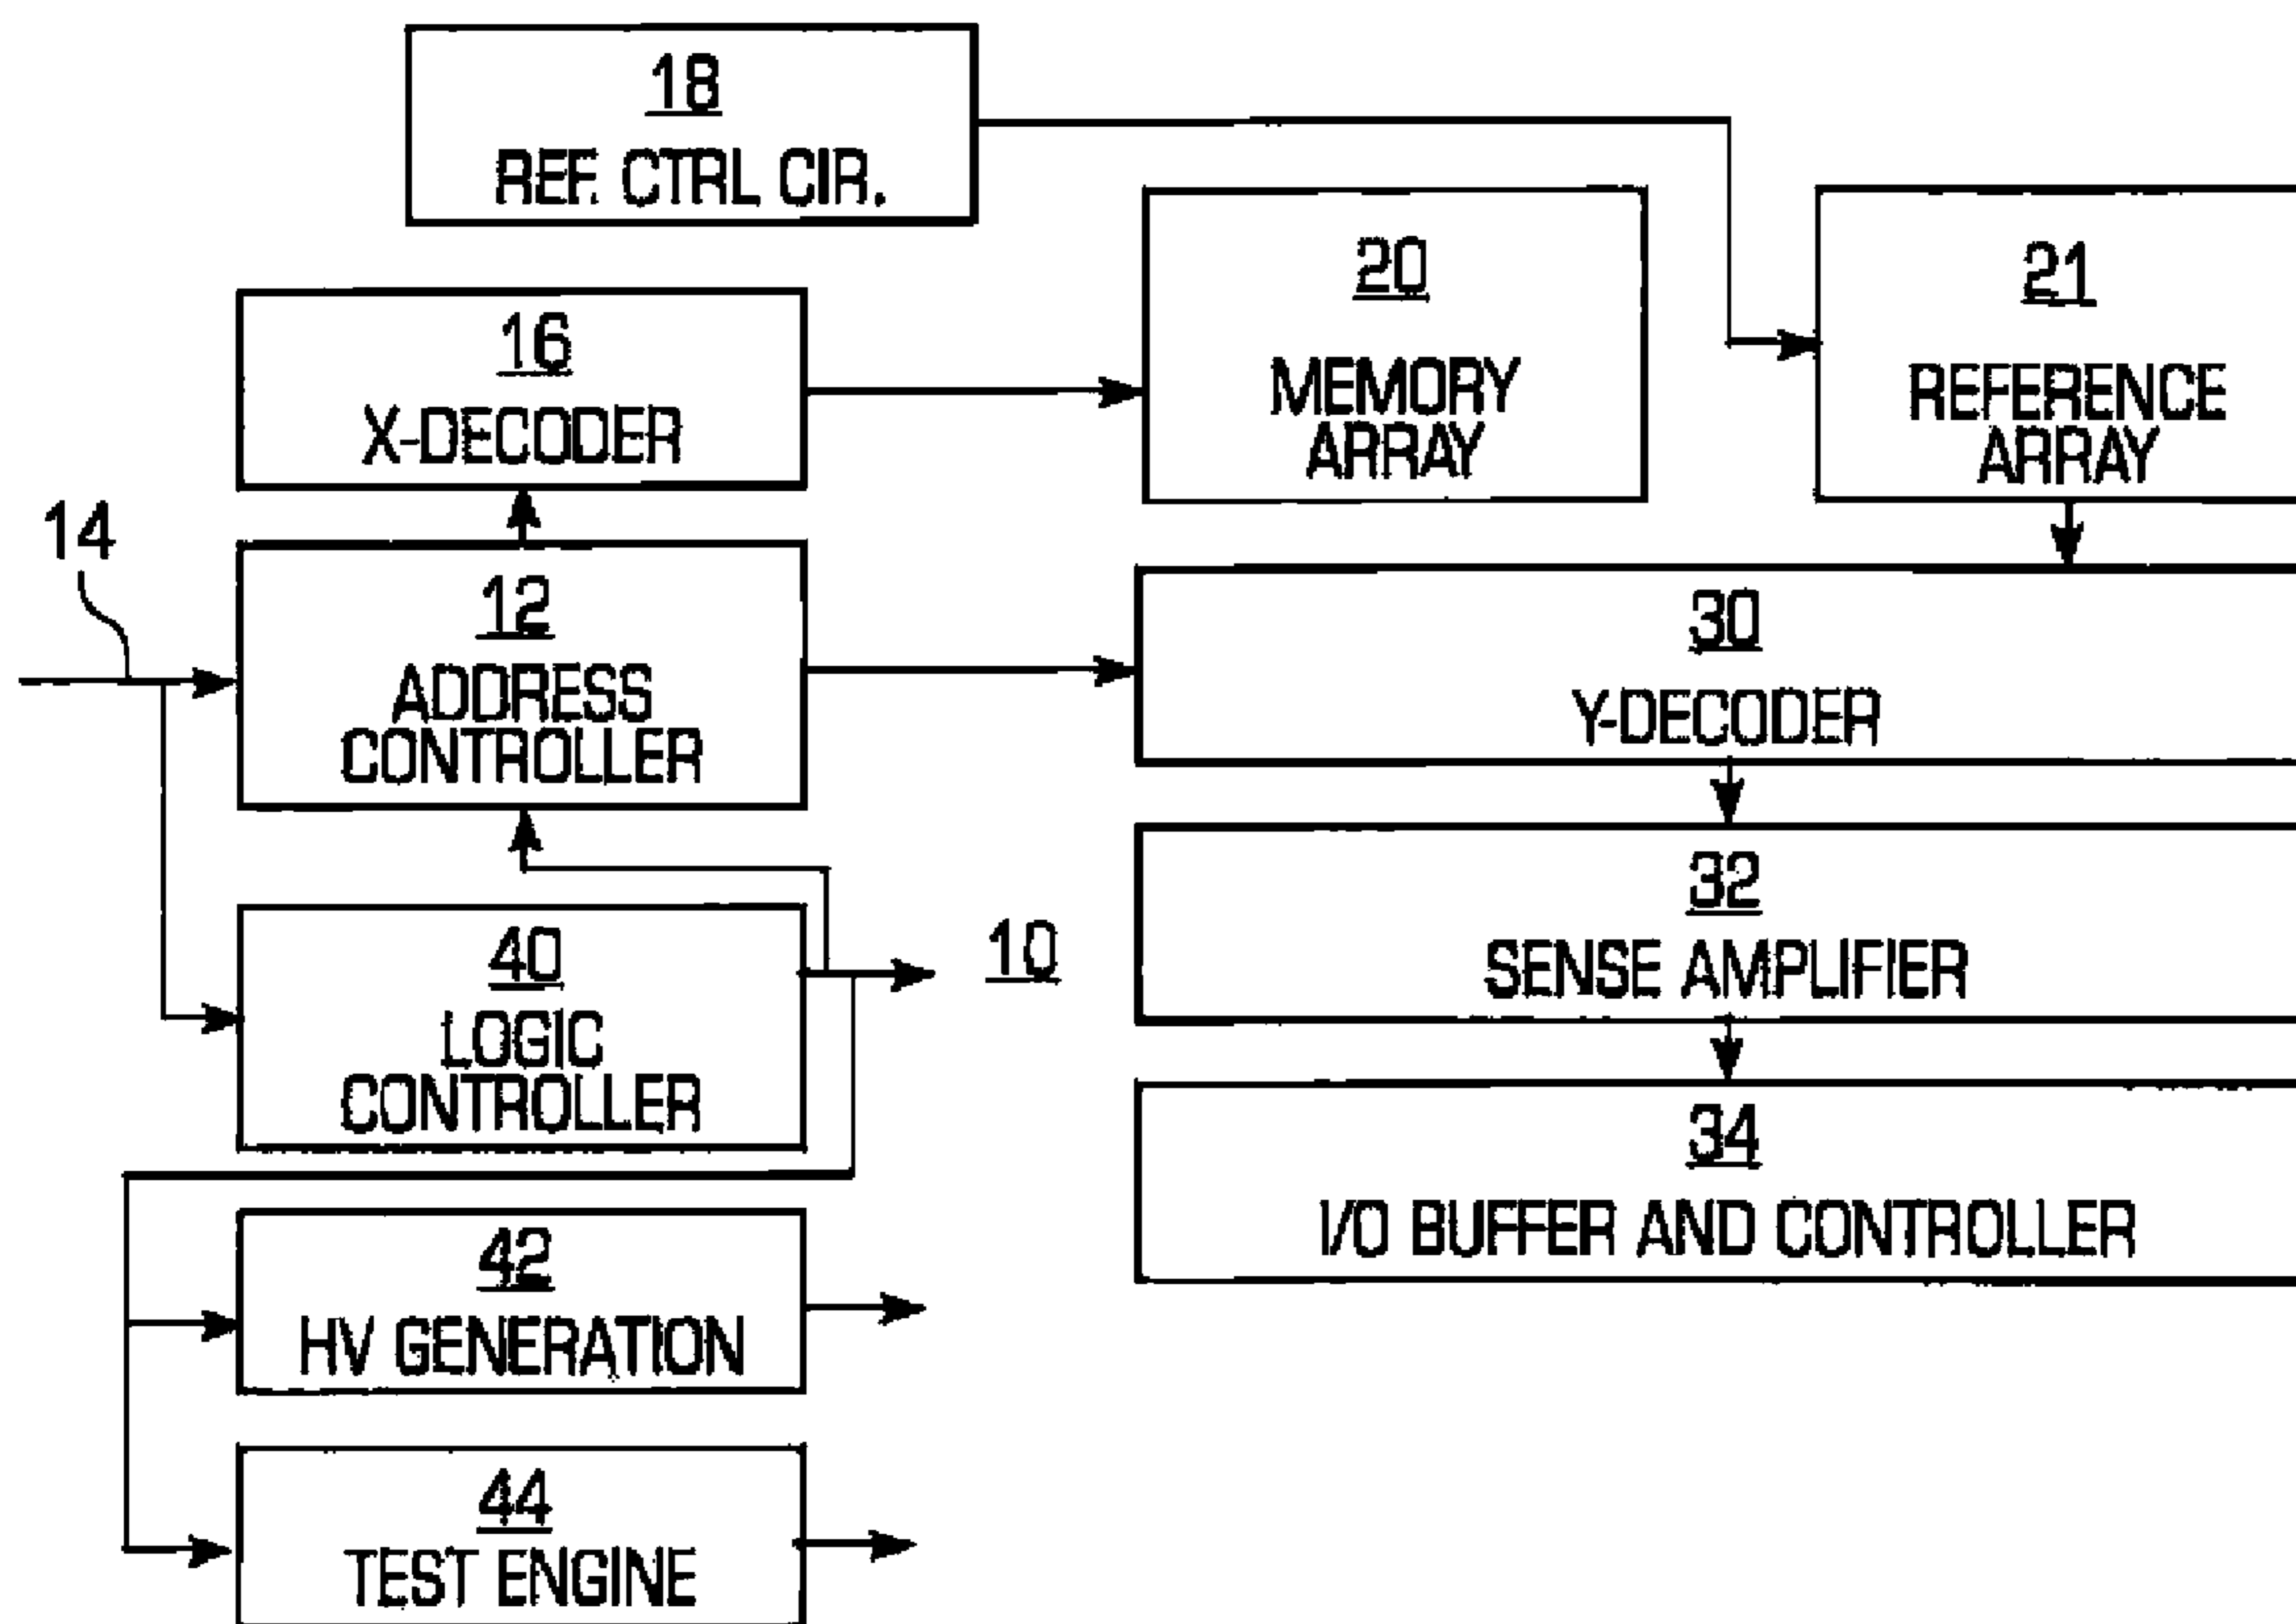 18
REF. CTRL CIR.
20
MEMORY
ARRAY
21
REFERENCE
ARRAY
16
X-DECODER
14
12
ADDRESS
CONTROLLER
30
Y-DECODER
32
SENSE AMPLIFIER
40
LOGIC
CONTROLLER
10
34
I/O BUFFER AND CONTROLLER
42
HV GENERATION
44
TEST ENGINE